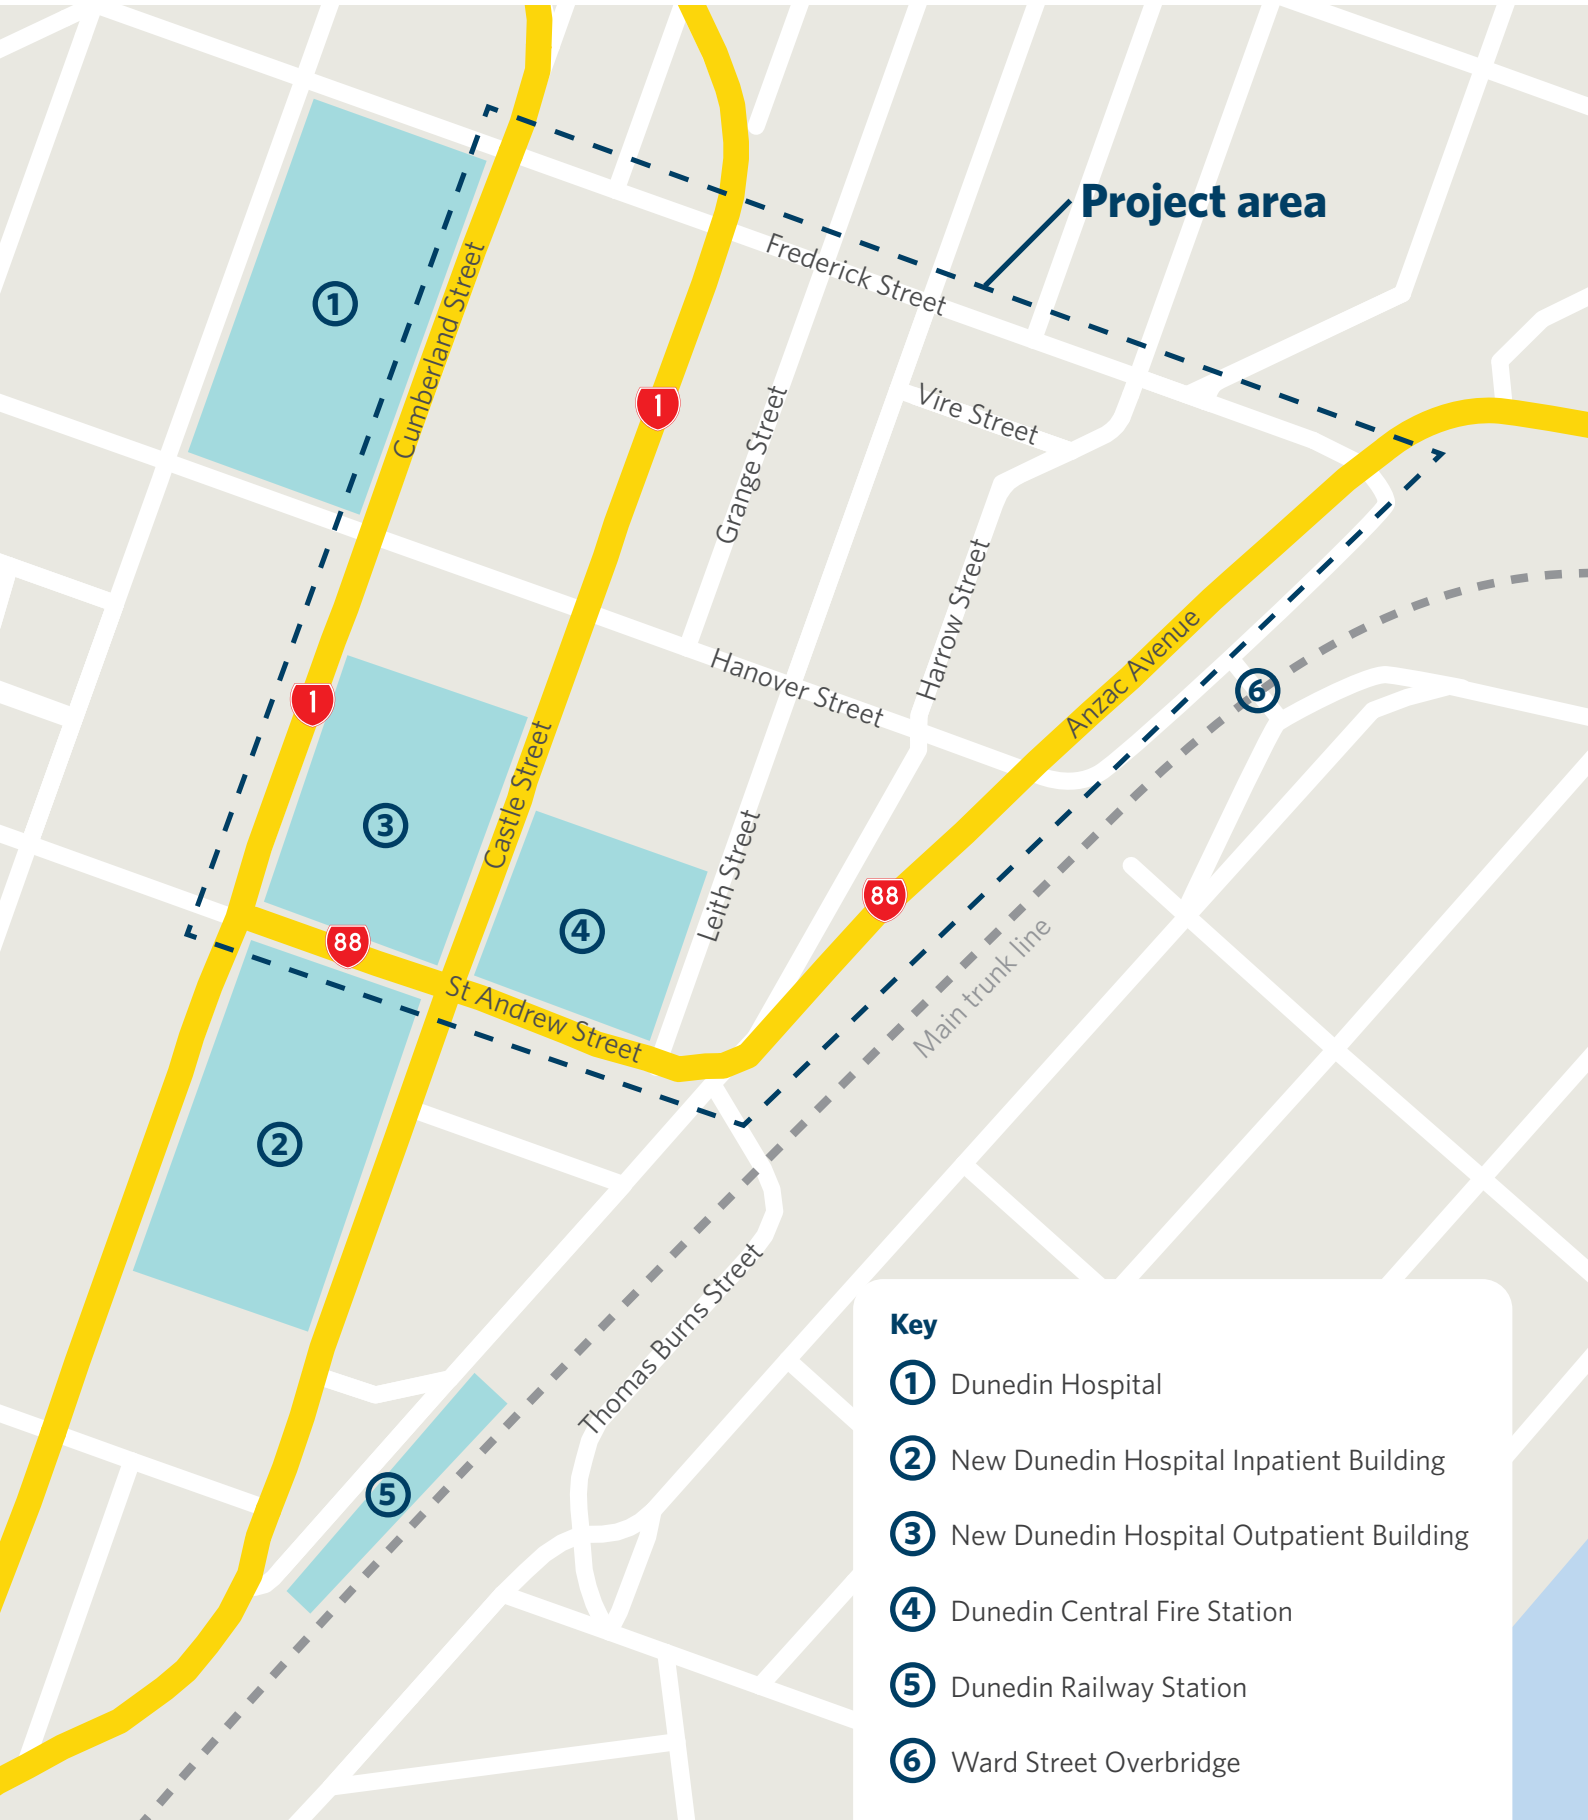 Project area
Frederick Street
1
Cumberland Street
1
Vire Street
Grange Street
Harrow Street
Hanover Street
Anzac Avenue
6
1
Castle Street
3
Leith Street
4
88
88
St Andrew Street
Main trunk line
2
Thomas Burns Street
5
Key
1 Dunedin Hospital
2 New Dunedin Hospital Inpatient Building
3 New Dunedin Hospital Outpatient Building
4 Dunedin Central Fire Station
5 Dunedin Railway Station
6 Ward Street Overbridge